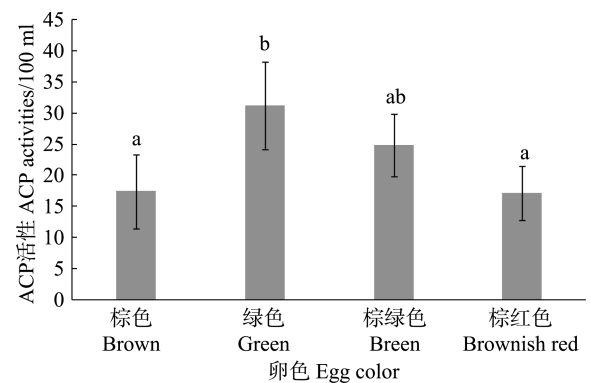 ACP活性 ACP activities/100 ml
45
40
35
30
25
20
15
10
5
0
a
b
ab
a
棕色 绿色 棕绿色 棕红色
Brown Green Breen Brownish red
卵色 Egg color